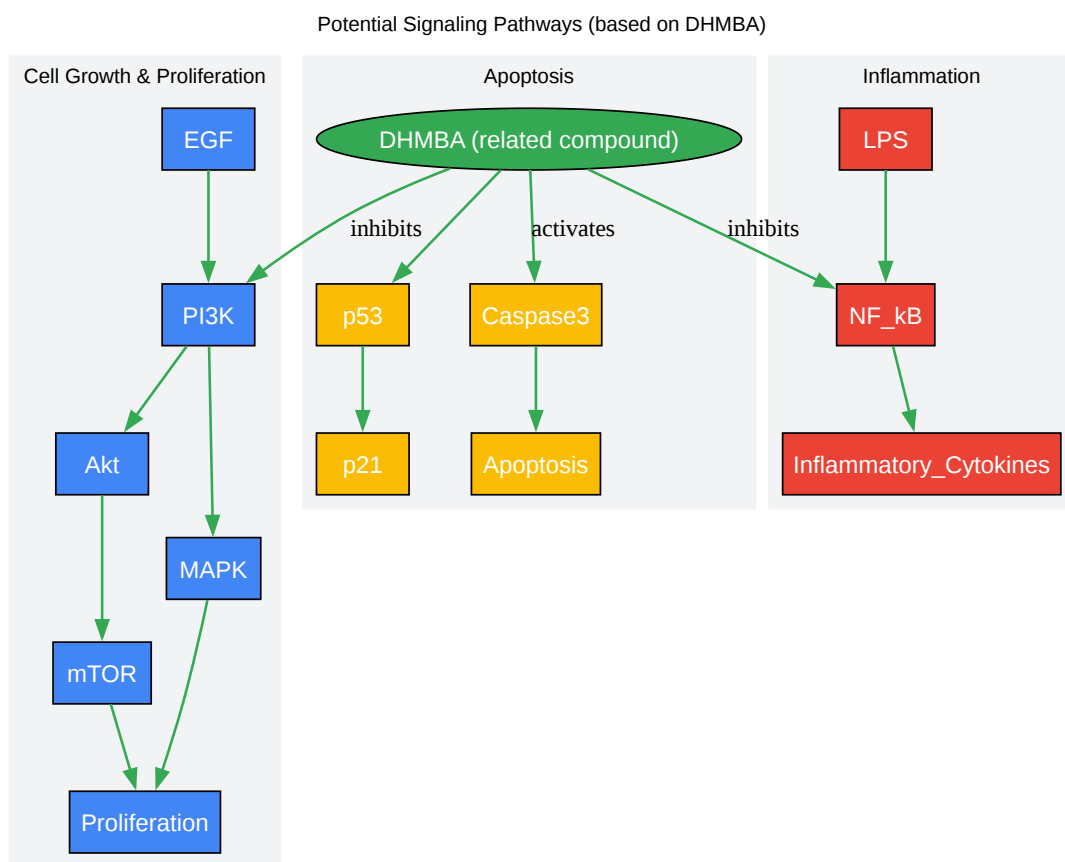 Potential Signaling Pathways (based on DHMBA)
Cell Growth & Proliferation
Apoptosis
Inflammation
EGF
DHMBA (related compound)
LPS
inhibits
activates
inhibits
PI3K
p53
Caspase3
NF_kB
Akt
p21
Apoptosis
Inflammatory_Cytokines
MAPK
mTOR
Proliferation